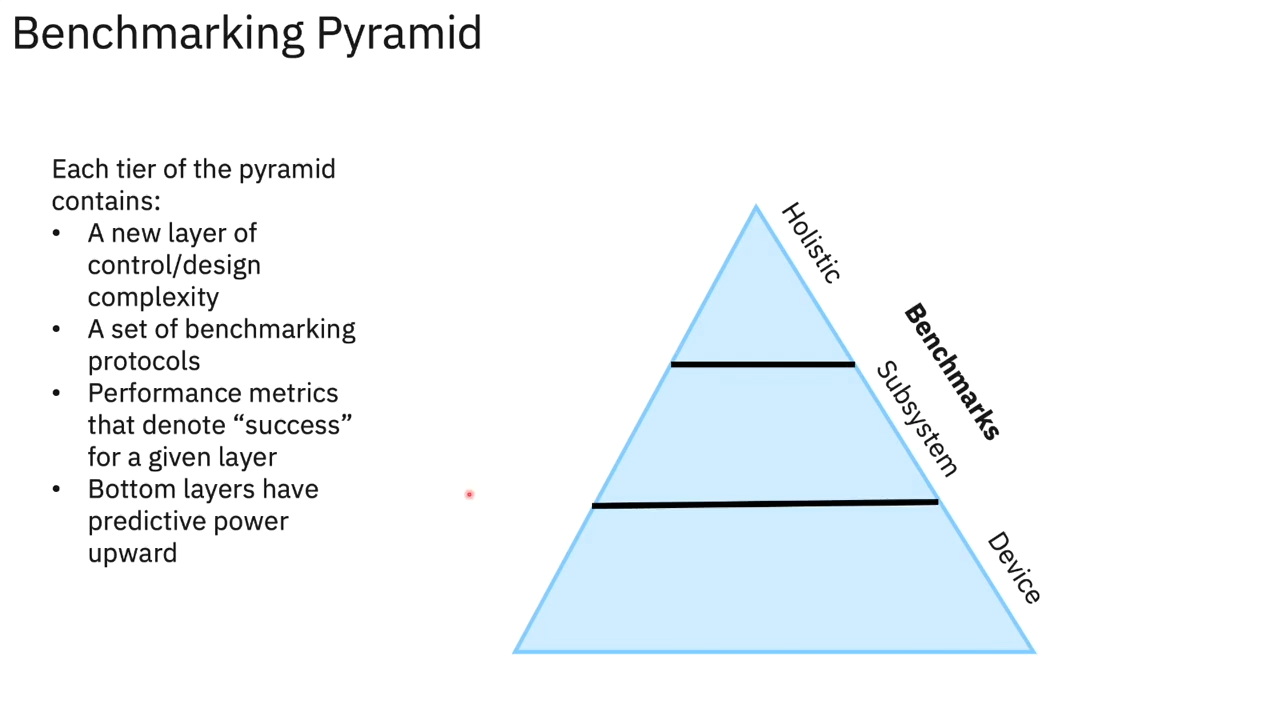 Benchmarking Pyramid
Each tier of the pyramid
contains:
• A new layer of
control/design
complexity
• A set of benchmarking
protocols
• Performance metrics
that denote “success”
for a given layer
• Bottom layers have
predictive power
upward
Holistic
Benchmarks
Subsystem
Device